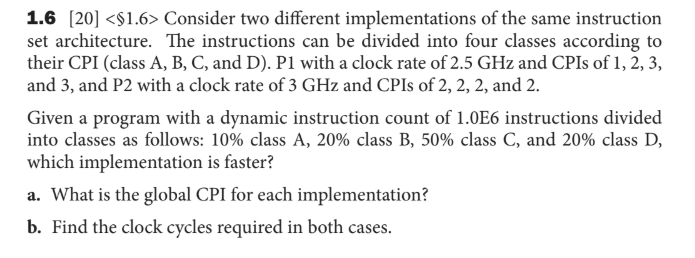 1.6 [20] <§1.6> Consider two different implementations of the same instruction
set architecture. The instructions can be divided into four classes according to
their CPI (class A, B, C, and D). P1 with a clock rate of 2.5 GHz and CPIs of 1, 2, 3,
and 3, and P2 with a clock rate of 3 GHz and CPIs of 2, 2, 2, and 2.
Given a program with a dynamic instruction count of 1.0E6 instructions divided
into classes as follows: 10% class A, 20% class B, 50% class C, and 20% class D,
which implementation is faster?
a. What is the global CPI for each implementation?
b. Find the clock cycles required in both cases.